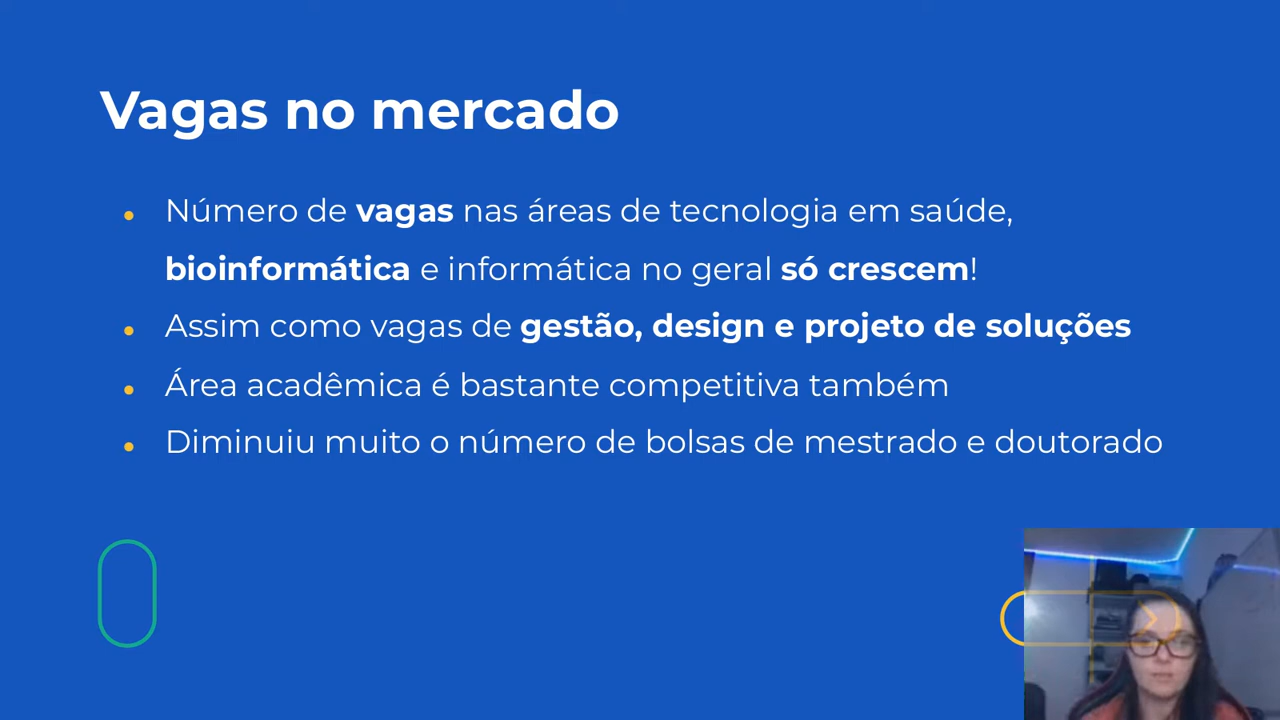 Vagas no mercado
Número de vagas nas áreas de tecnologia em saúde,
bioinformática e informática no geral só crescem!
Assim como vagas de gestão, design e projeto de soluções
Área acadêmica é bastante competitiva também
Diminuiu muito o número de bolsas de mestrado e doutorado